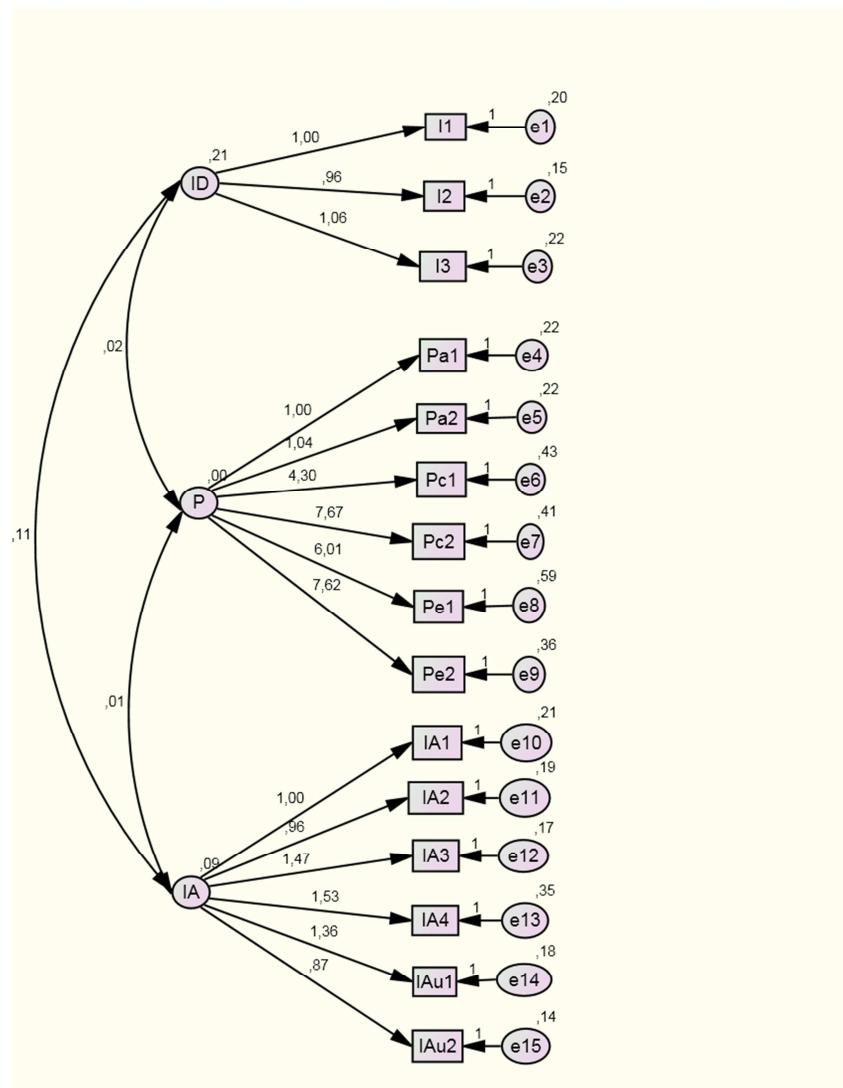 ,20
1,00 I1 1 e1
,21
ID
,15
,96 I2 1 e2
,22
1,06 I3 1 e3
,02
,22
1,00 Pa1 1 e4
,22
1,04 Pa2 1 e5
,00
P
,43
4,30 Pc1 1 e6
,41
7,67 Pc2 1 e7
,11
,59
6,01 Pe1 1 e8
,36
7,62 Pe2 1 e9
,01
,21
1,00 IA1 1 e10
,19
,96 IA2 1 e11
,09
IA
,17
1,47 IA3 1 e12
,35
1,53 IA4 1 e13
,18
1,36 IAu1 1 e14
,14
,87 IAu2 1 e15